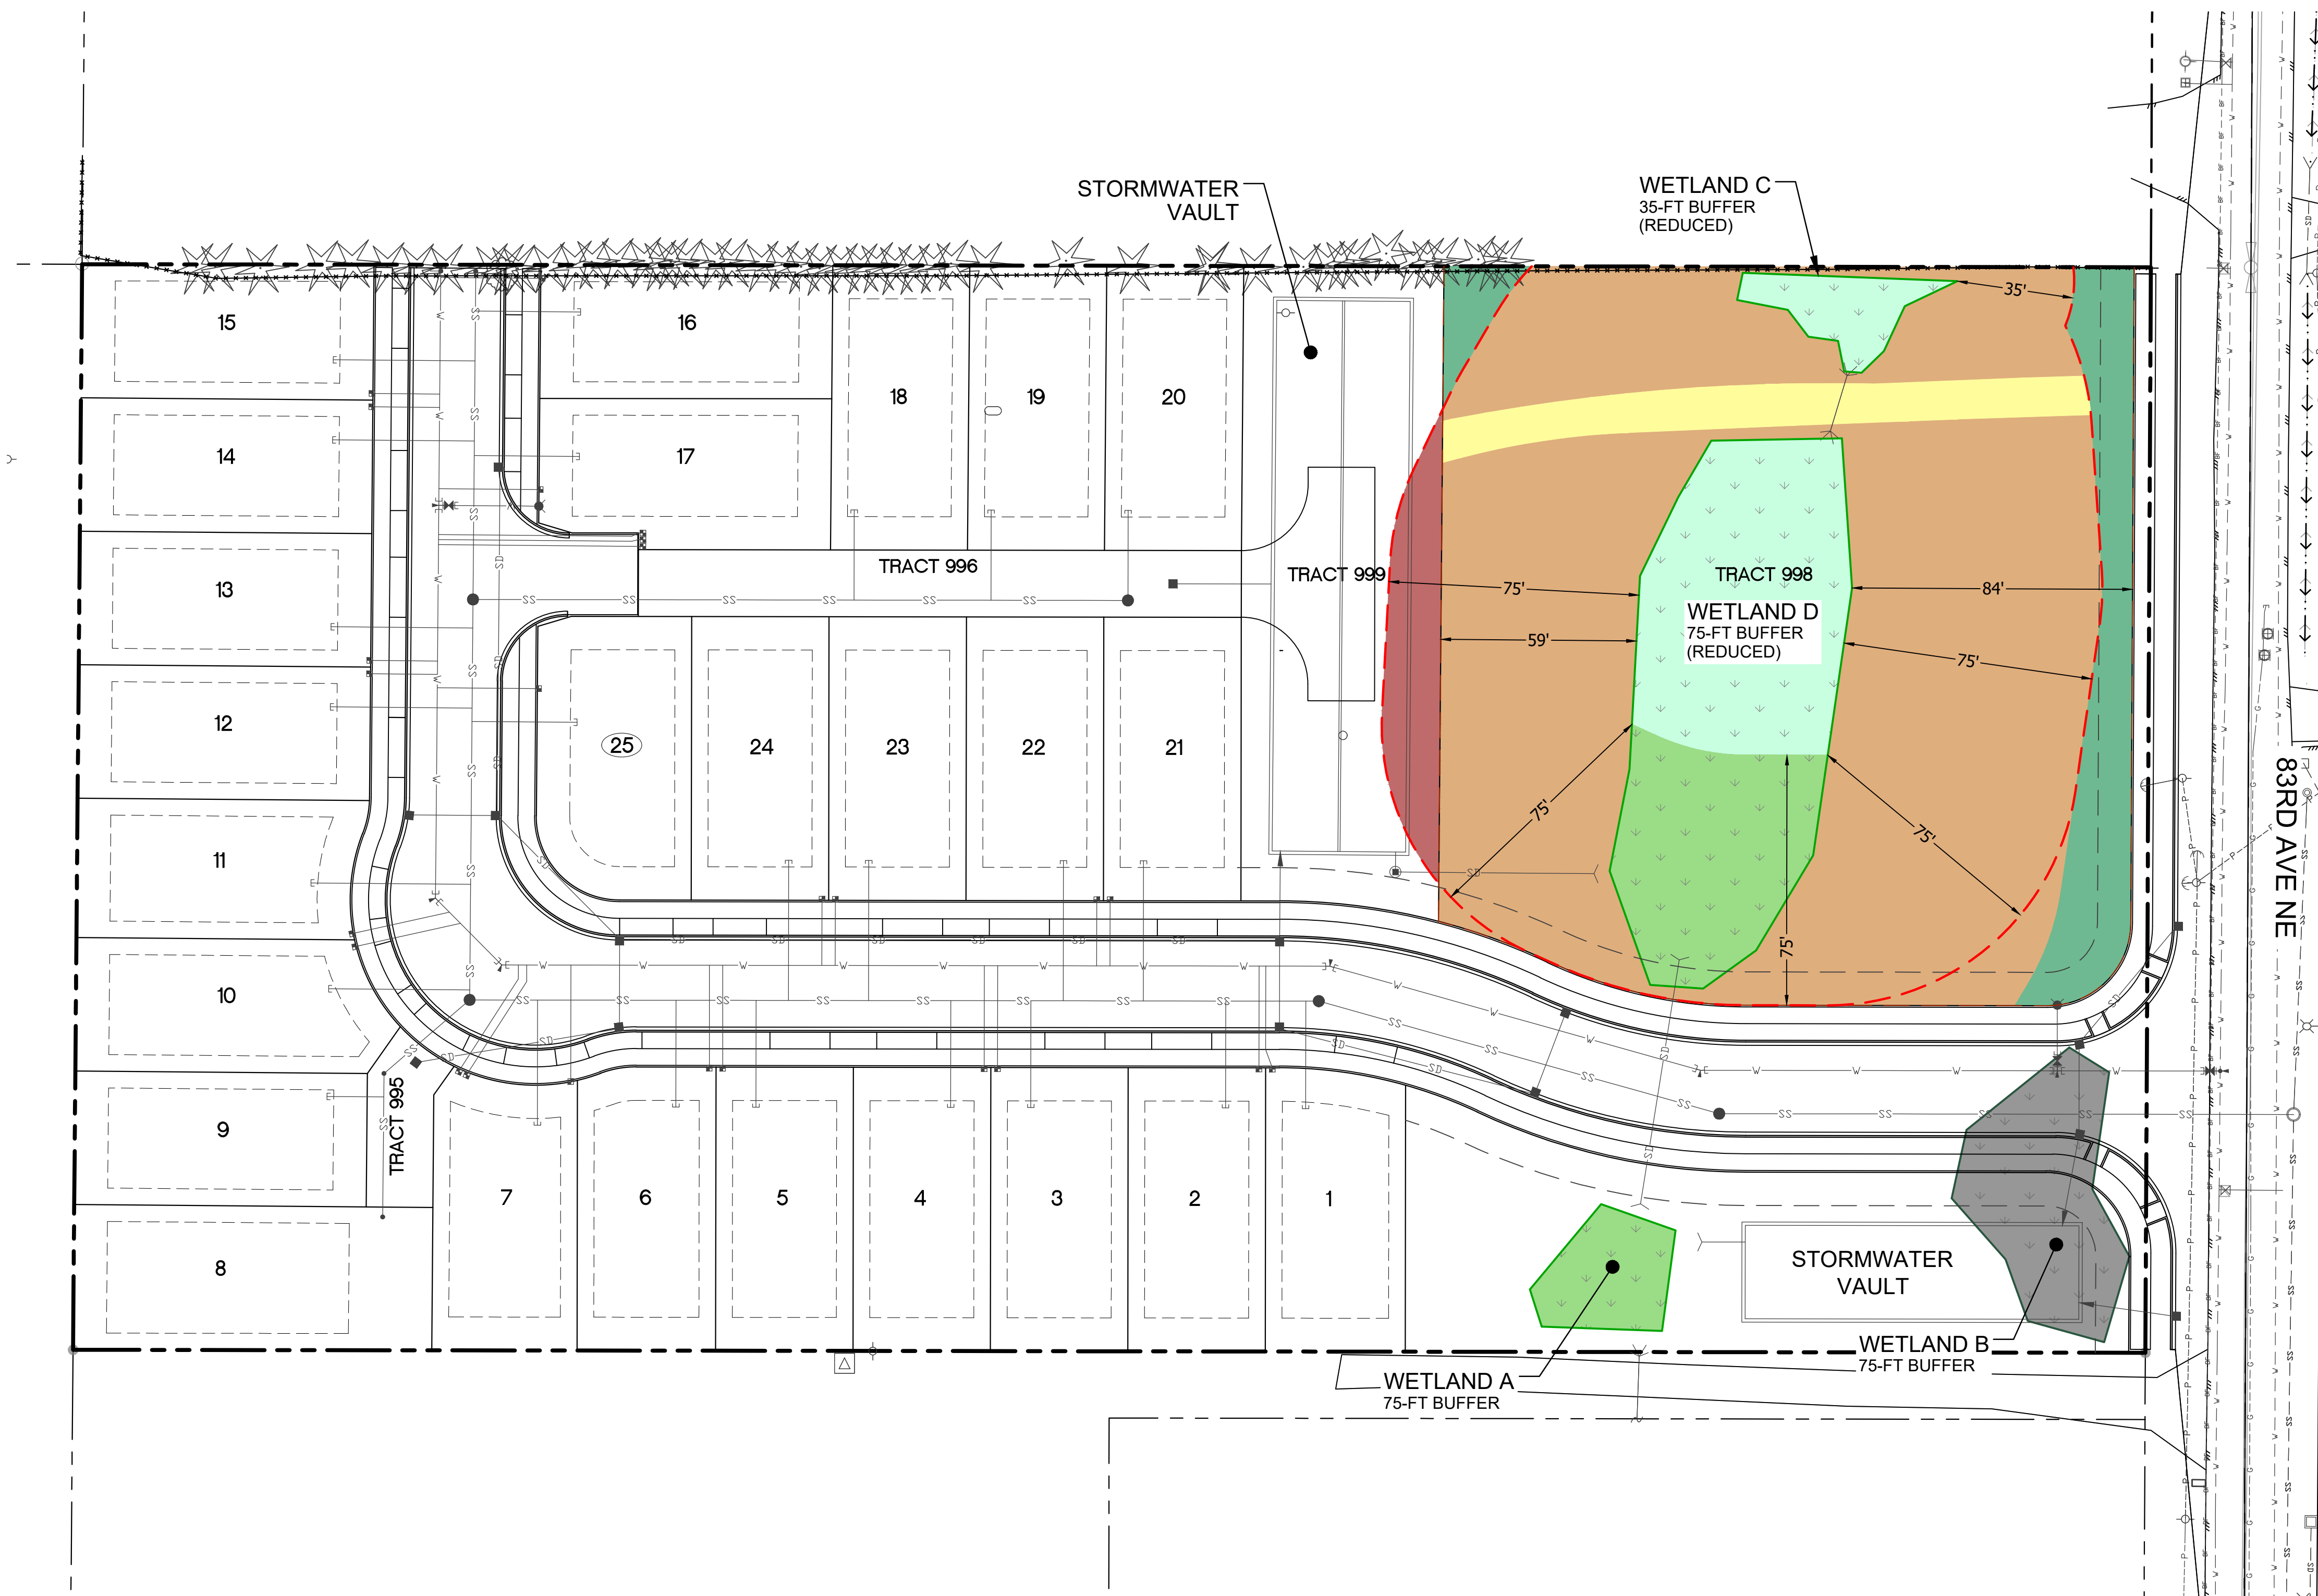 STORMWATER
VAULT
WETLAND C
35-FT BUFFER
(REDUCED)
35'
15
16
18
19
20
14
17
TRACT 996
TRACT 999
75'
TRACT 998
84'
13
WETLAND D
75-FT BUFFER
(REDUCED)
59'
75'
12
25
24
23
22
21
75'
75'
75'
83RD AVE NE
11
10
9
TRACT 995
7
6
5
4
3
2
1
8
STORMWATER
VAULT
WETLAND B
75-FT BUFFER
WETLAND A
75-FT BUFFER
SS
SD
W
P
G